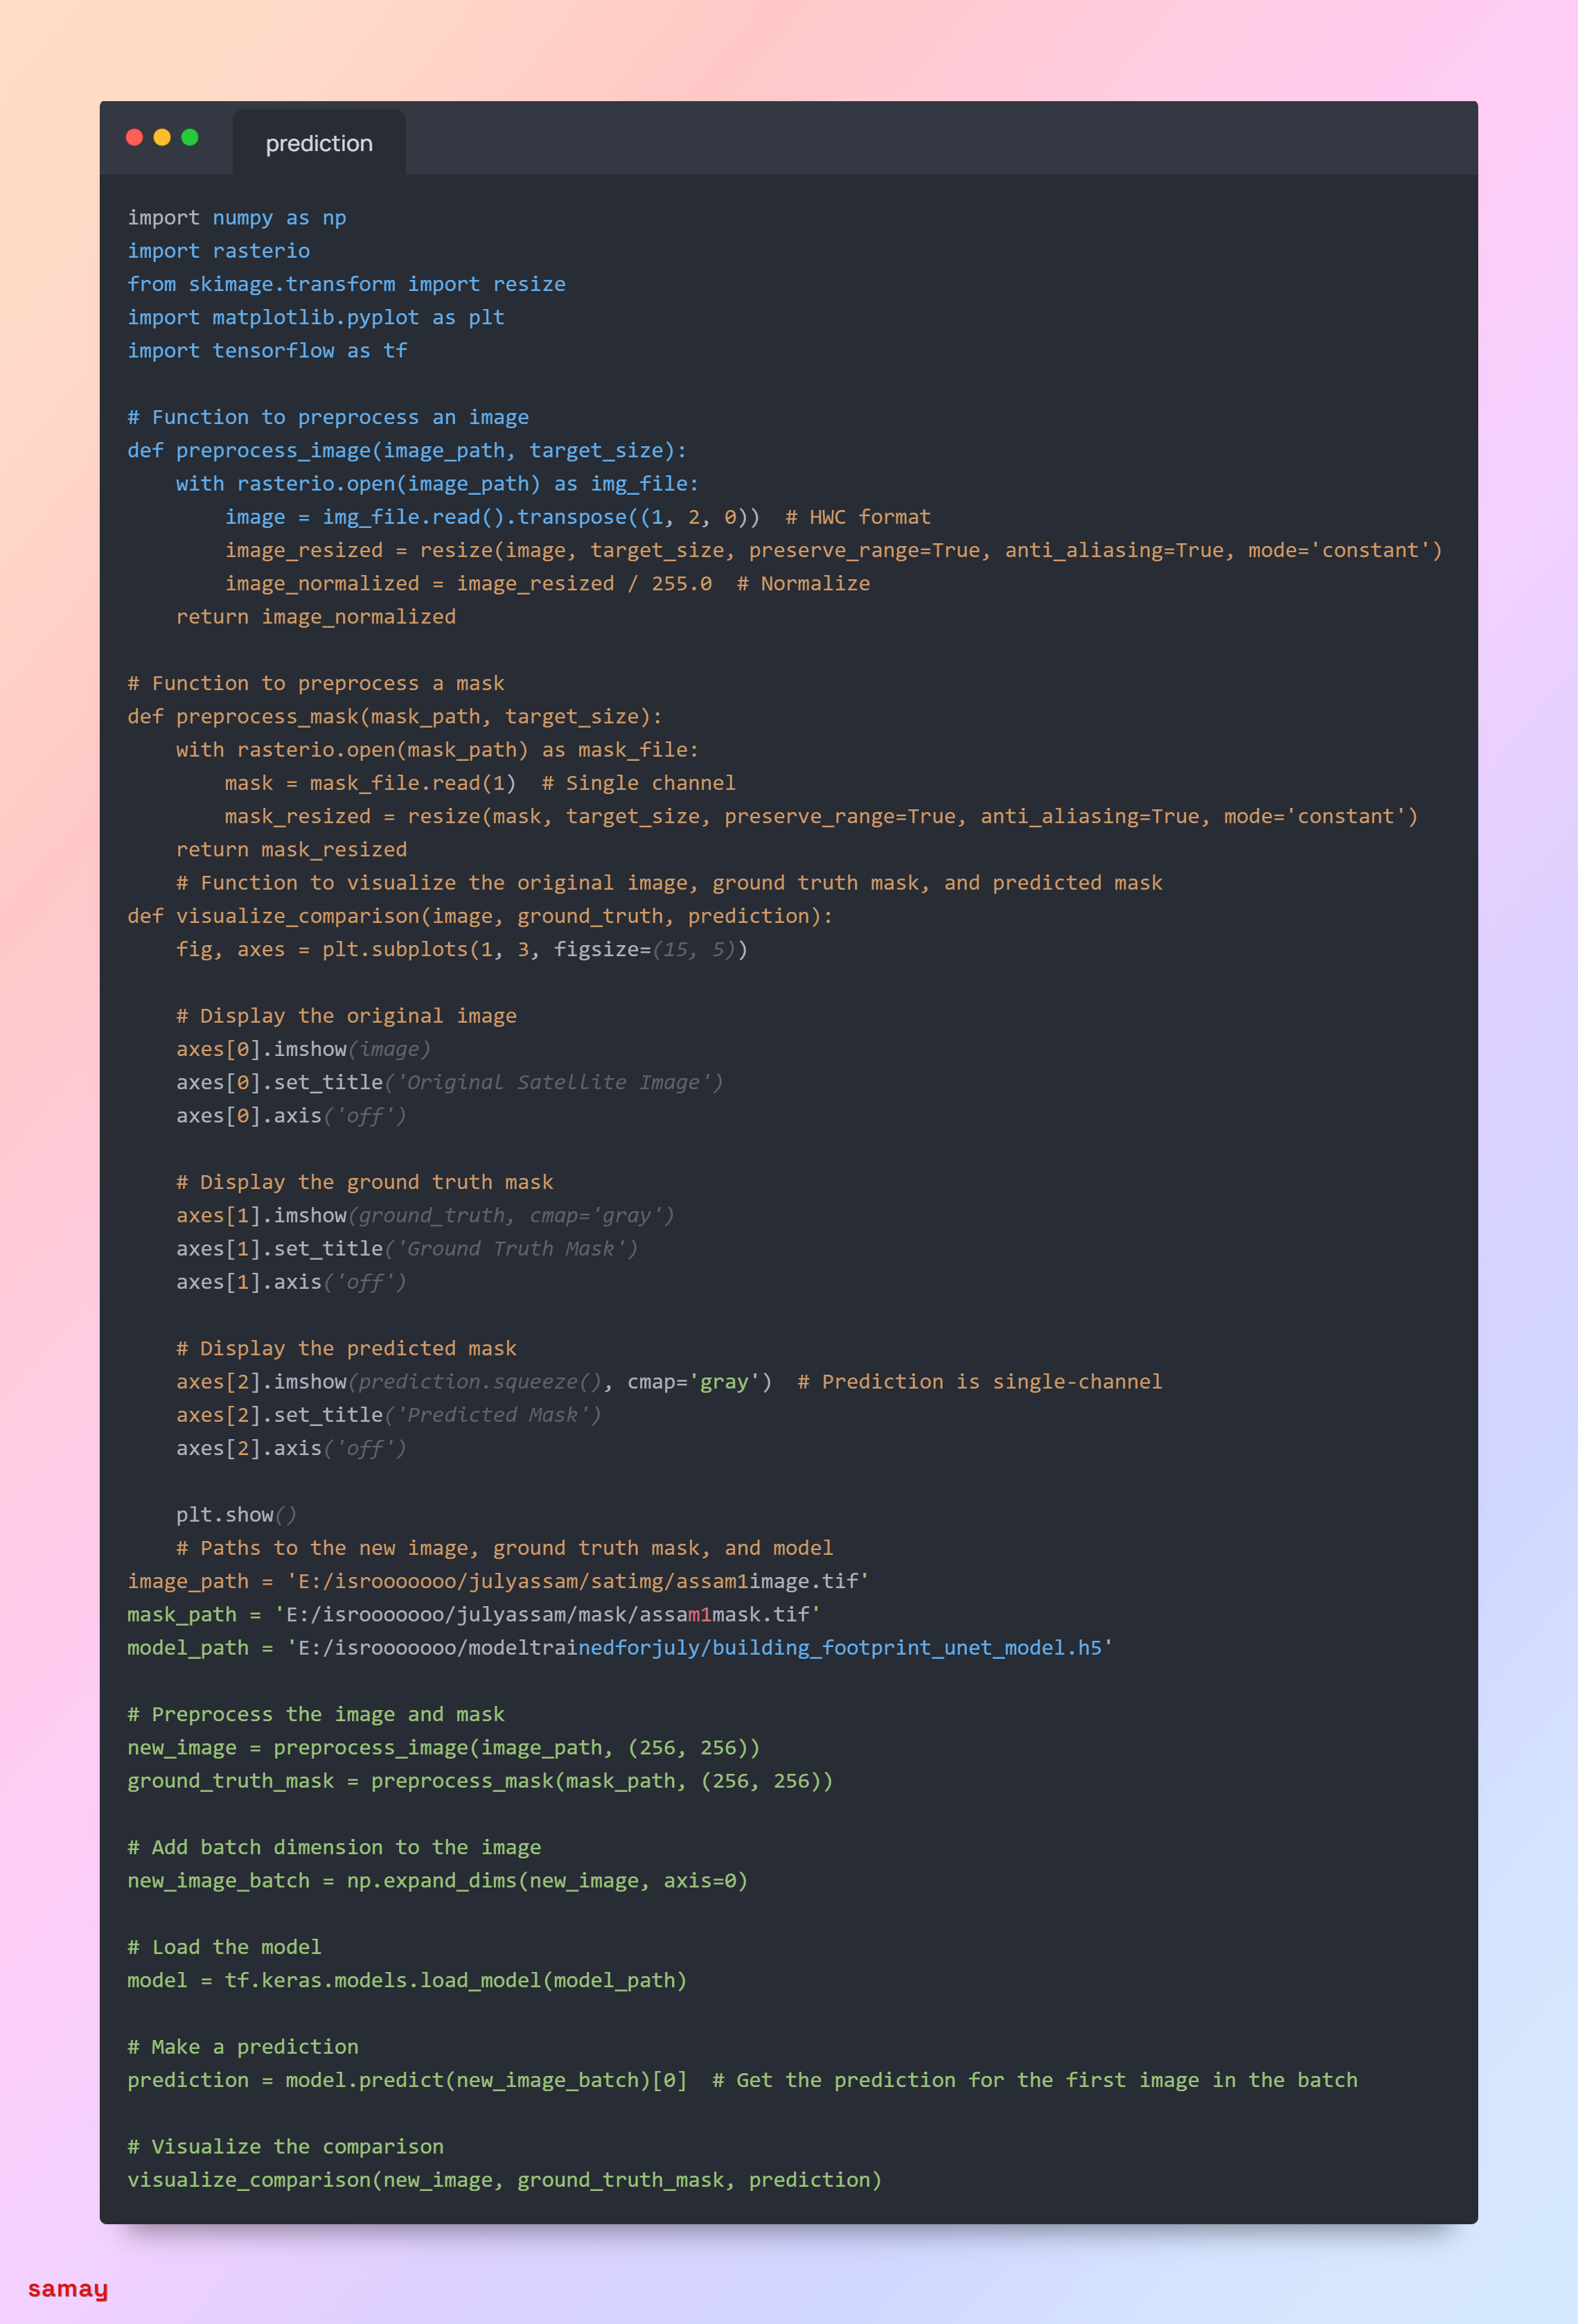 prediction
import numpy as np
import rasterio
from skimage.transform import resize
import matplotlib.pyplot as plt
import tensorflow as tf
# Function to preprocess an image
def preprocess_image(image_path, target_size):
    with rasterio.open(image_path) as img_file:
        image = img_file.read().transpose((1, 2, 0))  # HWC format
        image_resized = resize(image, target_size, preserve_range=True, anti_aliasing=True, mode='constant')
        image_normalized = image_resized / 255.0  # Normalize
    return image_normalized
# Function to preprocess a mask
def preprocess_mask(mask_path, target_size):
    with rasterio.open(mask_path) as mask_file:
        mask = mask_file.read(1)  # Single channel
        mask_resized = resize(mask, target_size, preserve_range=True, anti_aliasing=True, mode='constant')
    return mask_resized
    # Function to visualize the original image, ground truth mask, and predicted mask
def visualize_comparison(image, ground_truth, prediction):
    fig, axes = plt.subplots(1, 3, figsize=(15, 5))
    # Display the original image
    axes[0].imshow(image)
    axes[0].set_title('Original Satellite Image')
    axes[0].axis('off')
    # Display the ground truth mask
    axes[1].imshow(ground_truth, cmap='gray')
    axes[1].set_title('Ground Truth Mask')
    axes[1].axis('off')
    # Display the predicted mask
    axes[2].imshow(prediction.squeeze(), cmap='gray')  # Prediction is single-channel
    axes[2].set_title('Predicted Mask')
    axes[2].axis('off')
    plt.show()
    # Paths to the new image, ground truth mask, and model
image_path = 'E:/isrooooooo/julyassam/satimg/assam1image.tif'
mask_path = 'E:/isrooooooo/julyassam/mask/assam1mask.tif'
model_path = 'E:/isrooooooo/modeltrainedforjuly/building_footprint_unet_model.h5'
# Preprocess the image and mask
new_image = preprocess_image(image_path, (256, 256))
ground_truth_mask = preprocess_mask(mask_path, (256, 256))
# Add batch dimension to the image
new_image_batch = np.expand_dims(new_image, axis=0)
# Load the model
model = tf.keras.models.load_model(model_path)
# Make a prediction
prediction = model.predict(new_image_batch)[0]  # Get the prediction for the first image in the batch
# Visualize the comparison
visualize_comparison(new_image, ground_truth_mask, prediction)
samay